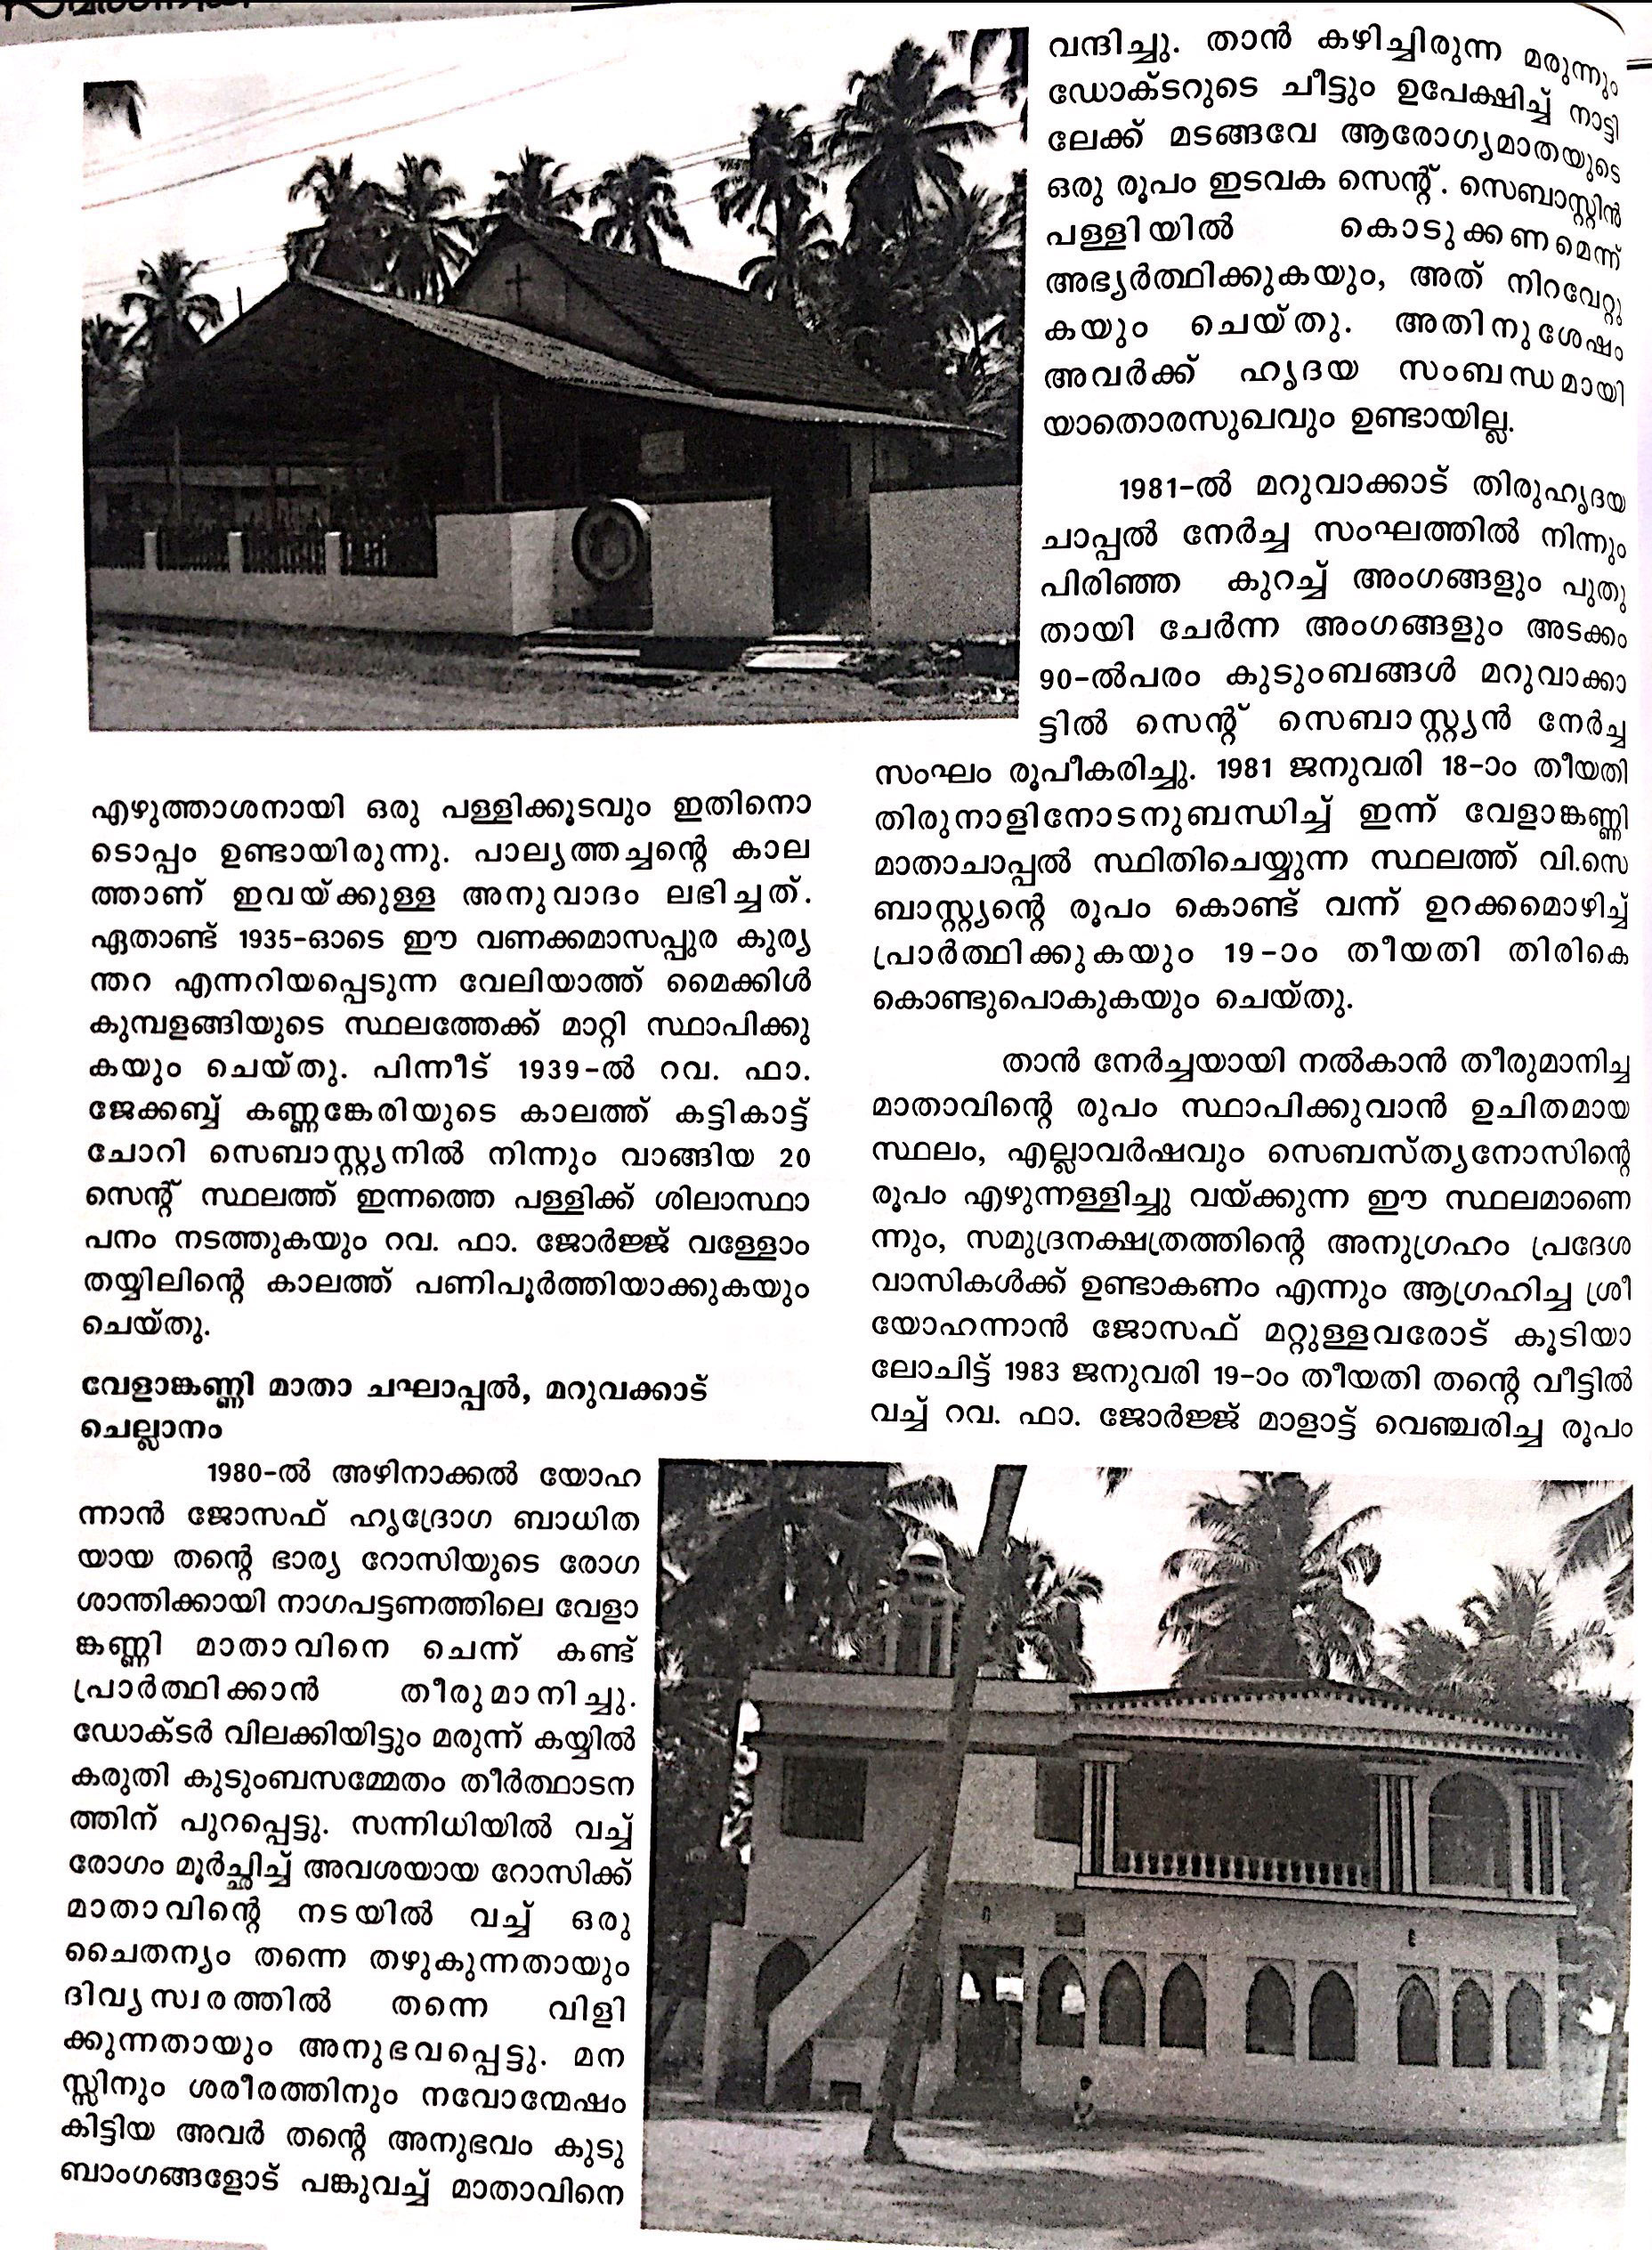 എഴുത്താശനായി ഒരു പള്ളിക്കൂടവും ഇതിനൊ
ടൊപ്പം ഉണ്ടായിരുന്നു. പാല്യത്തച്ചന്റെ കാല
ത്താണ് ഇവയ്ക്കുള്ള അനുവാദം ലഭിച്ചത്.
ഏതാണ്ട് 1935-ഓടെ ഈ വണക്കമാസപ്പുര കുര്യ
ന്തറ എന്നറിയപ്പെടുന്ന വേലിയാത്ത് മൈക്കിൾ
കുമ്പളങ്ങിയുടെ സ്ഥലത്തേക്ക് മാറ്റി സ്ഥാപിക്കു
കയും ചെയ്തു. പിന്നീട് 1939-ൽ റവ. ഫാ.
ജേക്കബ്ബ് കണ്ണങ്കേരിയുടെ കാലത്ത് കട്ടികാട്ട്
ചോറി സെബാസ്റ്റ്യനിൽ നിന്നും വാങ്ങിയ 20
സെന്റ് സ്ഥലത്ത് ഇന്നത്തെ പള്ളിക്ക് ശിലാസ്ഥാ
പനം നടത്തുകയും റവ. ഫാ. ജോർജ്ജ് വള്ളോം
തയ്യിലിന്റെ കാലത്ത് പണിപൂർത്തിയാക്കുകയും
ചെയ്തു.
വേളാങ്കണ്ണി മാതാ ചഘാപ്പൽ, മറുവക്കാട്
ചെല്ലാനം
1980-ൽ അഴിനാക്കൽ യോഹ
ന്നാൻ ജോസഫ് ഹൃദ്രോഗ ബാധിത
യായ തന്റെ ഭാര്യ റോസിയുടെ രോഗ
ശാന്തിക്കായി നാഗപട്ടണത്തിലെ വേളാ
ങ്കണ്ണി മാതാവിനെ ചെന്ന് കണ്ട്
പ്രാർത്ഥിക്കാൻ തീരുമാനിച്ചു.
ഡോക്ടർ വിലക്കിയിട്ടും മരുന്ന് കയ്യിൽ
കരുതി കുടുംബസമ്മേതം തീർത്ഥാടന
ത്തിന് പുറപ്പെട്ടു. സന്നിധിയിൽ വച്ച്
രോഗം മൂർച്ഛിച്ച് അവശയായ റോസിക്ക്
മാതാവിന്റെ നടയിൽ വച്ച് ഒരു
ചൈതന്യം തന്നെ തഴുകുന്നതായും
ദിവ്യസ്വരത്തിൽ തന്നെ വിളി
ക്കുന്നതായും അനുഭവപ്പെട്ടു. മന
സ്സിനും ശരീരത്തിനും നവോന്മേഷം
കിട്ടിയ അവർ തന്റെ അനുഭവം കുടു
ബാംഗങ്ങളോട് പങ്കുവച്ച് മാതാവിനെ
വന്ദിച്ചു. താൻ കഴിച്ചിരുന്ന മരുന്നും
ഡോക്ടറുടെ ചീട്ടും ഉപേക്ഷിച്ച് നാട്ടി
ലേക്ക് മടങ്ങവേ ആരോഗ്യമാതയുടെ
ഒരു രൂപം ഇടവക സെന്റ്. സെബാസ്റ്റിൻ
പള്ളിയിൽ കൊടുക്കണമെന്ന്
അഭ്യർത്ഥിക്കുകയും, അത് നിറവേറ്റു
കയും ചെയ്തു. അതിനുശേഷം
അവർക്ക് ഹൃദയ സംബന്ധമായി
യാതൊരസുഖവും ഉണ്ടായില്ല.
1981-ൽ മറുവാക്കാട് തിരുഹൃദയ
ചാപ്പൽ നേർച്ച സംഘത്തിൽ നിന്നും
പിരിഞ്ഞ കുറച്ച് അംഗങ്ങളും പുതു
തായി ചേർന്ന അംഗങ്ങളും അടക്കം
90-ൽപരം കുടുംബങ്ങൾ മറുവാക്കാ
ട്ടിൽ സെന്റ് സെബാസ്റ്റ്യൻ നേർച്ച
സംഘം രൂപീകരിച്ചു. 1981 ജനുവരി 18-ാം തീയതി
തിരുനാളിനോടനുബന്ധിച്ച് ഇന്ന് വേളാങ്കണ്ണി
മാതാചാപ്പൽ സ്ഥിതിചെയ്യുന്ന സ്ഥലത്ത് വി.സെ
ബാസ്റ്റ്യന്റെ രൂപം കൊണ്ട് വന്ന് ഉറക്കമൊഴിച്ച്
പ്രാർത്ഥിക്കുകയും 19-ാം തീയതി തിരികെ
കൊണ്ടുപൊകുകയും ചെയ്തു.
താൻ നേർച്ചയായി നൽകാൻ തീരുമാനിച്ച
മാതാവിന്റെ രുപം സ്ഥാപിക്കുവാൻ ഉചിതമായ
സ്ഥലം, എല്ലാവർഷവും സെബസ്ത്യനോസിന്റെ
രൂപം എഴുന്നള്ളിച്ചു വയ്ക്കുന്ന ഈ സ്ഥലമാണെ
ന്നും, സമുദ്രനക്ഷത്രത്തിന്റെ അനുഗ്രഹം പ്രദേശ
വാസികൾക്ക് ഉണ്ടാകണം എന്നും ആഗ്രഹിച്ച ശ്രീ
യോഹന്നാൻ ജോസഫ് മറ്റുള്ളവരോട് കൂടിയാ
ലോചിട്ട് 1983 ജനുവരി 19-ാം തീയതി തന്റെ വീട്ടിൽ
വച്ച് റവ. ഫാ. ജോർജ്ജ് മാളാട്ട് വെഞ്ചരിച്ച രൂപം